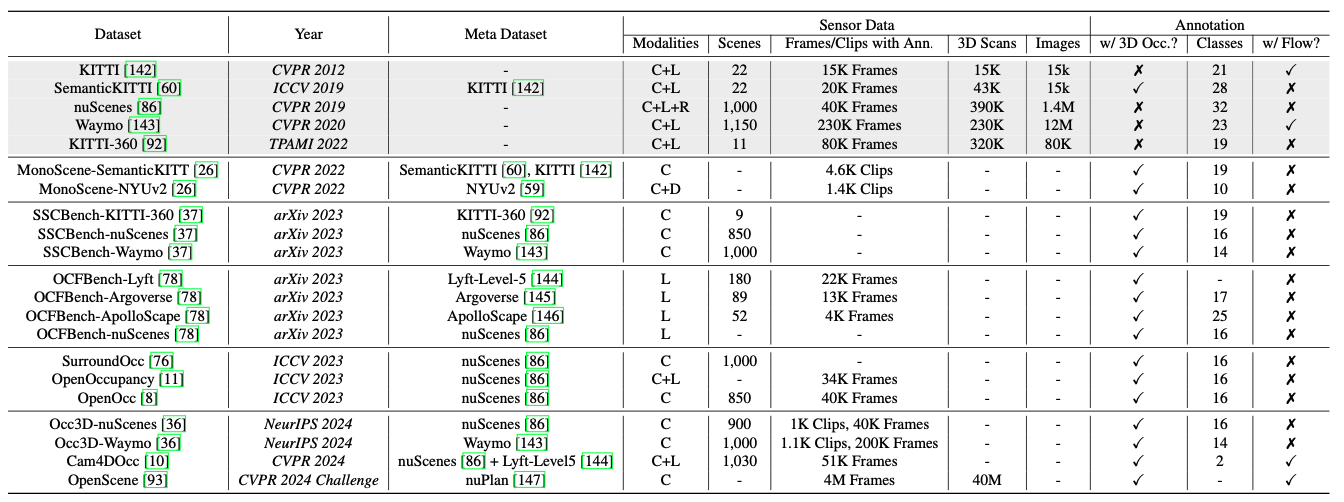 Dataset Year Meta Dataset Sensor Data Annotation
Modalities Scenes Frames/Clips with Ann. 3D Scans Images w/ 3D Occ.? Classes w/ Flow?
KITTI [142] CVPR 2012 - C+L 22 15K Frames 15K 15k ✗ 21 ✓
SemanticKITTI [60] ICCV 2019 KITTI [142] C+L 22 20K Frames 43K 15k ✓ 28 ✗
nuScenes [86] CVPR 2019 - C+L+R 1,000 40K Frames 390K 1.4M ✗ 32 ✗
Waymo [143] CVPR 2020 - C+L 1,150 230K Frames 230K 12M ✗ 23 ✓
KITTI-360 [92] TPAMI 2022 - C+L 11 80K Frames 320K 80K ✗ 19 ✗
MonoScene-SemanticKITT [26] CVPR 2022 SemanticKITTI [60], KITTI [142] C - 4.6K Clips - - ✓ 19 ✗
MonoScene-NYUv2 [26] CVPR 2022 NYUv2 [59] C+D - 1.4K Clips - - ✓ 10 ✗
SSCBench-KITTI-360 [37] arXiv 2023 KITTI-360 [92] C 9 - - - ✓ 19 ✗
SSCBench-nuScenes [37] arXiv 2023 nuScenes [86] C 850 - - - ✓ 16 ✗
SSCBench-Waymo [37] arXiv 2023 Waymo [143] C 1,000 - - - ✓ 14 ✗
OCFBench-Lyft [78] arXiv 2023 Lyft-Level-5 [144] L 180 22K Frames - - ✓ - ✗
OCFBench-Argoverse [78] arXiv 2023 Argoverse [145] L 89 13K Frames - - ✓ 17 ✗
OCFBench-ApolloScape [78] arXiv 2023 ApolloScape [146] L 52 4K Frames - - ✓ 25 ✗
OCFBench-nuScenes [78] arXiv 2023 nuScenes [86] L - - - - ✓ 16 ✗
SurroundOcc [76] ICCV 2023 nuScenes [86] C 1,000 - - - ✓ 16 ✗
OpenOccupancy [11] ICCV 2023 nuScenes [86] C+L - 34K Frames - - ✓ 16 ✗
OpenOcc [8] ICCV 2023 nuScenes [86] C 850 40K Frames - - ✓ 16 ✗
Occ3D-nuScenes [36] NeurIPS 2024 nuScenes [86] C 900 1K Clips, 40K Frames - - ✓ 16 ✗
Occ3D-Waymo [36] NeurIPS 2024 Waymo [143] C 1,000 1.1K Clips, 200K Frames - - ✓ 14 ✗
Cam4DOcc [10] CVPR 2024 nuScenes [86] + Lyft-Level5 [144] C+L 1,030 51K Frames - - ✓ 2 ✓
OpenScene [93] CVPR 2024 Challenge nuPlan [147] C - 4M Frames 40M - ✓ - ✓